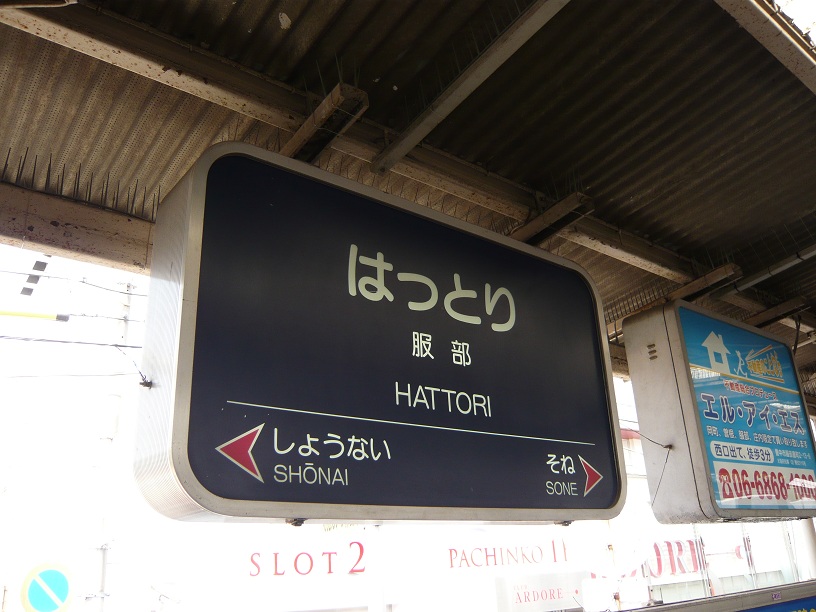 はっとり
服部
HATTORI
しょうない
SHŌNAI
そね
SONE
エル・アイ・エス
西口出て、徒歩3分
☎06-6868-1000
SLOT 2
PACHINKO 11
ARDORE